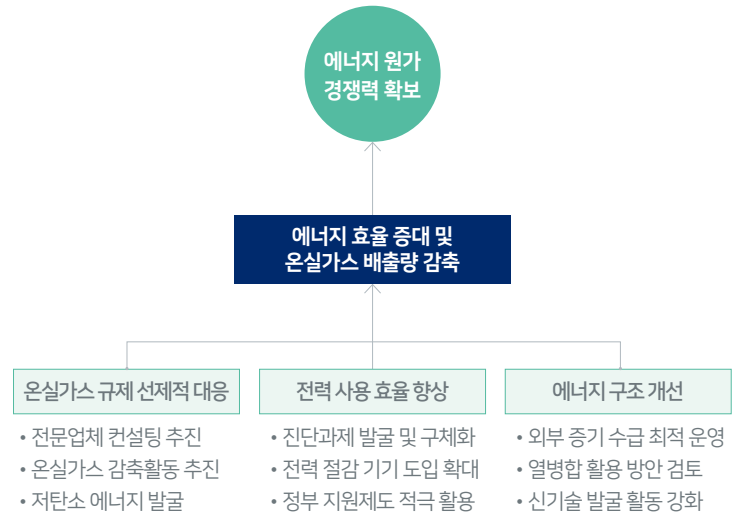 에너지 원가
경쟁력 확보
에너지 효율 증대 및
온실가스 배출량 감축
온실가스 규제 선제적 대응
• 전문업체 컨설팅 추진
• 온실가스 감축활동 추진
• 저탄소 에너지 발굴
전력 사용 효율 향상
• 진단과제 발굴 및 구체화
• 전력 절감 기기 도입 확대
• 정부 지원제도 적극 활용
에너지 구조 개선
• 외부 증기 수급 최적 운영
• 열병합 활용 방안 검토
• 신기술 발굴 활동 강화